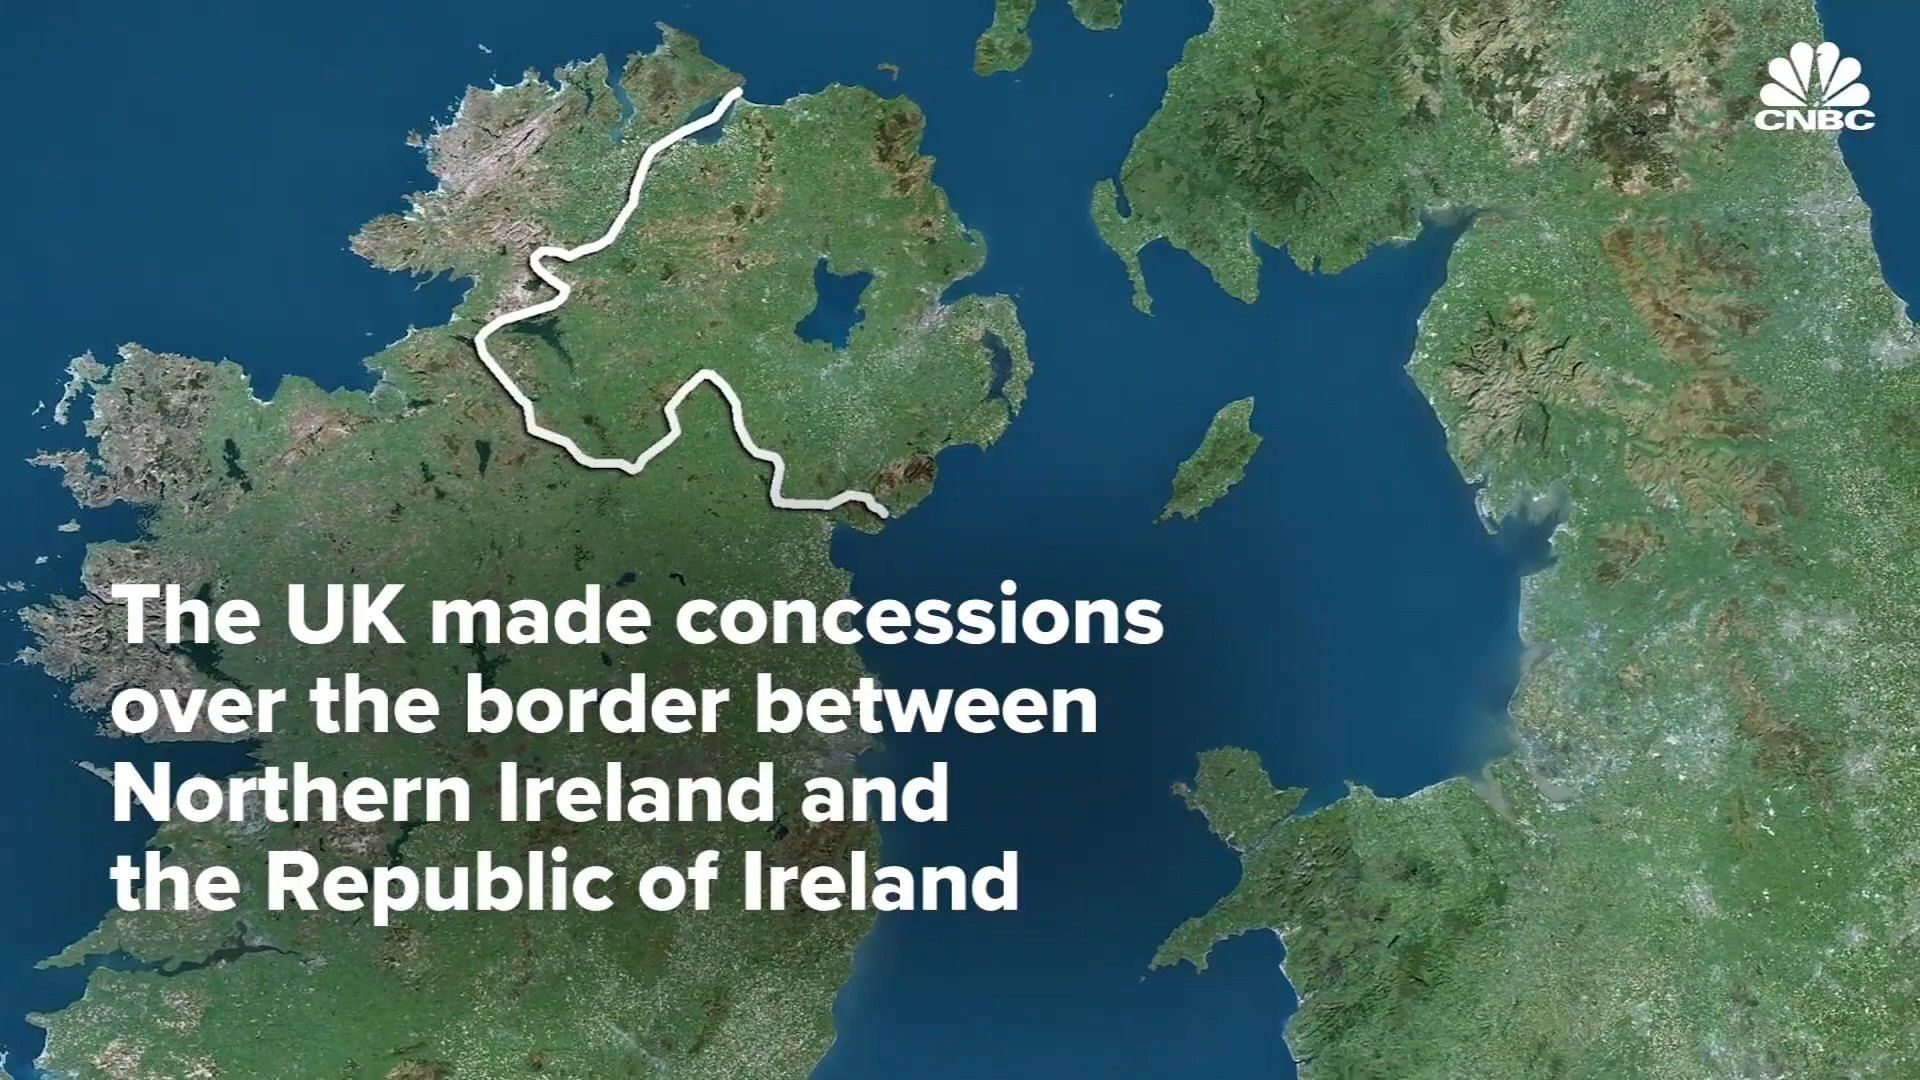 CNBC
The UK made concessions
over the border between
Northern Ireland and
the Republic of Ireland